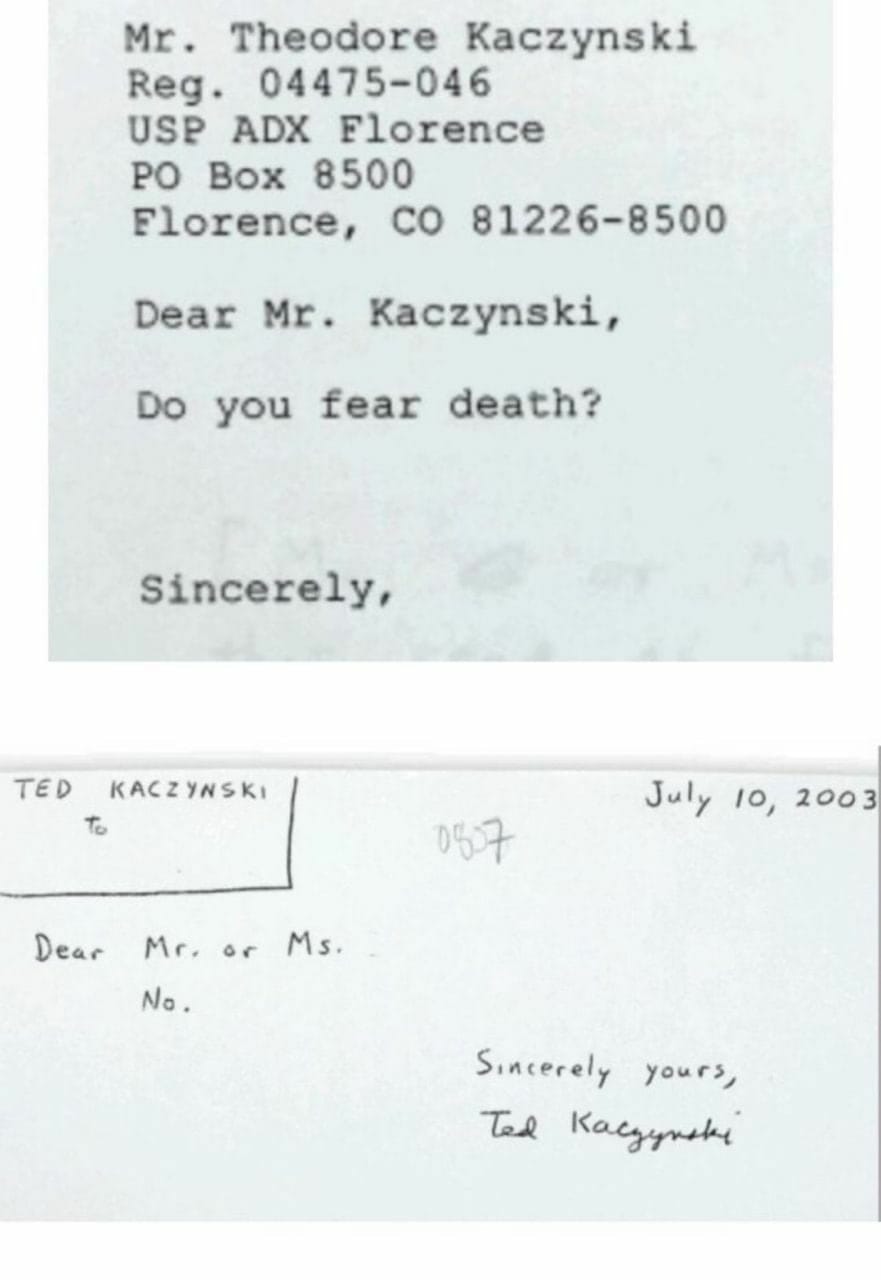 Mr. Theodore Kaczynski
Reg. 04475-046
USP ADX Florence
PO Box 8500
Florence, CO 81226-8500
Dear Mr. Kaczynski,
Do you fear death?
Sincerely,
TED KACZYNSKI
To
July 10, 2003
Dear Mr. or Ms.
No.
Sincerely yours,
Ted Kaczynski